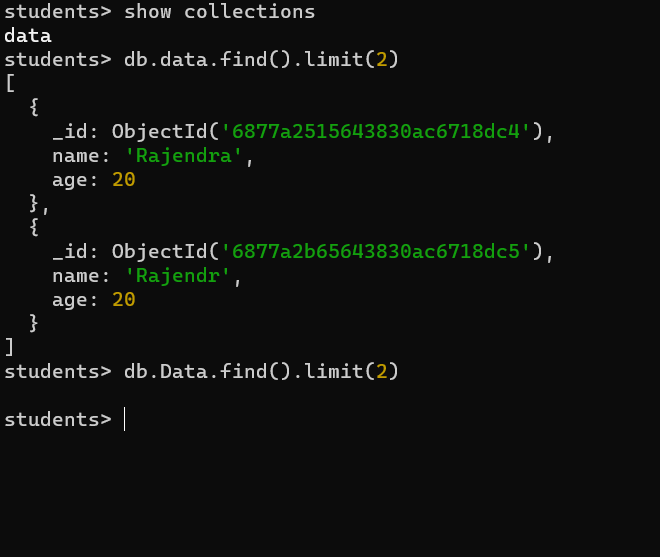 students> show collections
data
students> db.data.find().limit(2)
[
  {
    _id: ObjectId('6877a2515643830ac6718dc4'),
    name: 'Rajendra',
    age: 20
  },
  {
    _id: ObjectId('6877a2b65643830ac6718dc5'),
    name: 'Rajendr',
    age: 20
  }
]
students> db.Data.find().limit(2)

students>